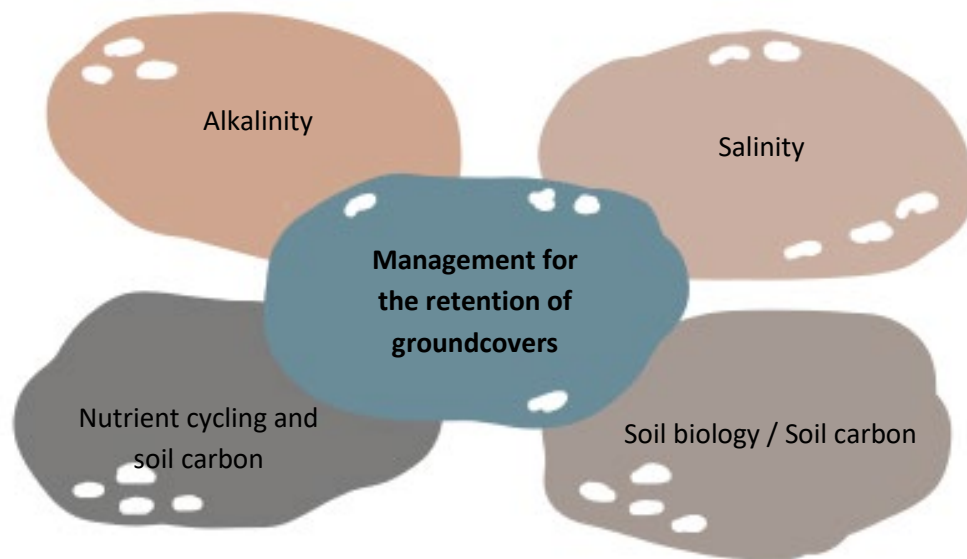 Alkalinity
Salinity
Management for
the retention of
groundcovers
Nutrient cycling and
soil carbon
Soil biology / Soil carbon